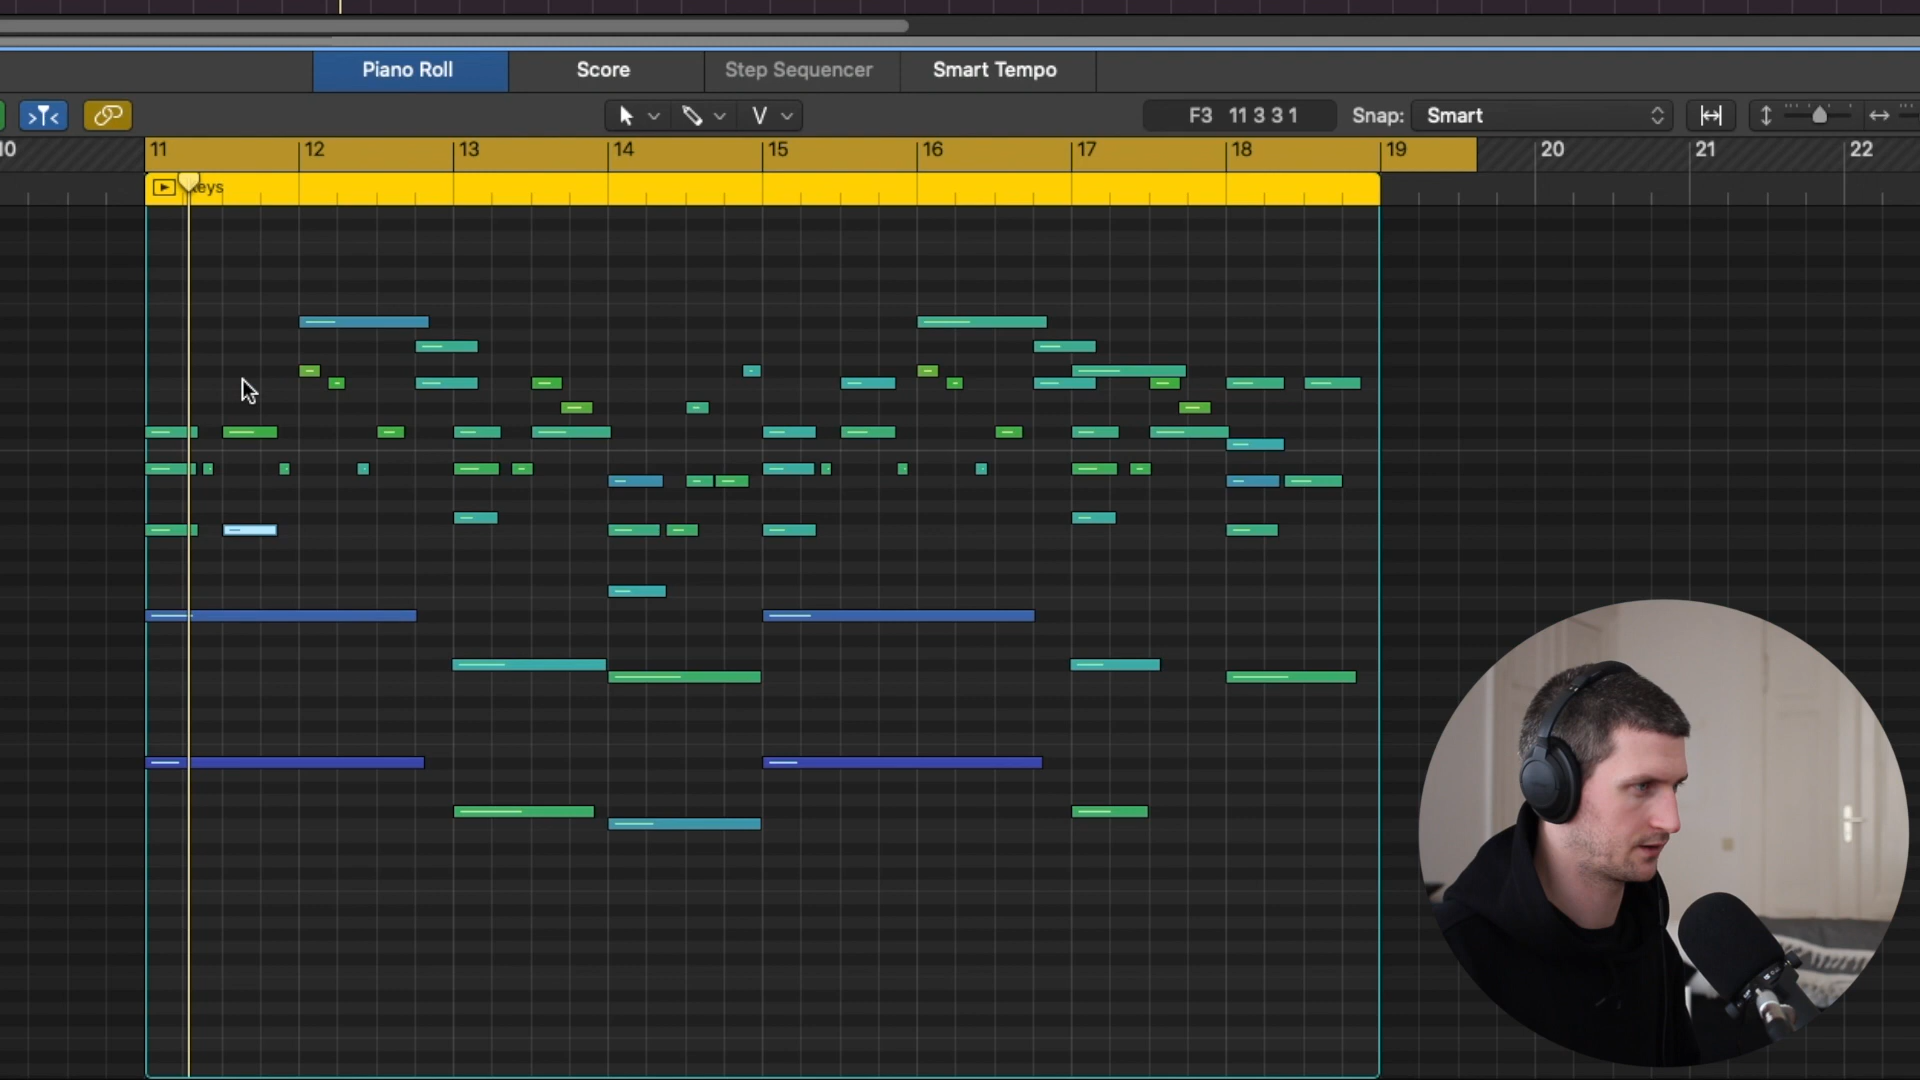 Piano Roll Score Step Sequencer Smart Tempo
V F3 11 3 3 1 Snap: Smart
10 11 12 13 14 15 16 17 18 19 20 21 22
eys